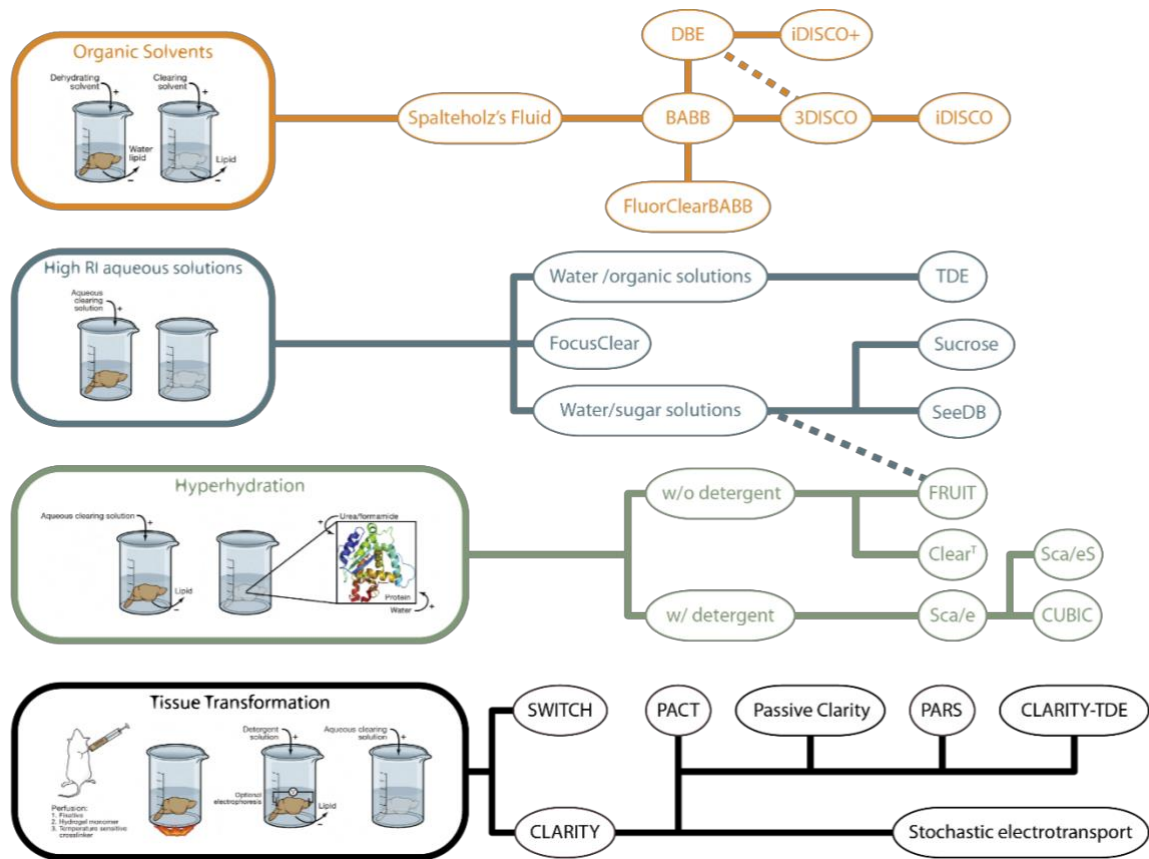 Organic Solvents
Dehydrating
solvent
+
Clearing
solvent
+
Water
lipid
−
Lipid
−
Spalteholz's Fluid
DBE
iDISCO+
BABB
3DISCO
iDISCO
FluorClearBABB
High RI aqueous solutions
Aqueous
clearing
solution
+
Water /organic solutions
TDE
FocusClear
Sucrose
Water/sugar solutions
SeeDB
Hyperhydration
Aqueous clearing solution
+
Lipid
−
Urea/formamide
+
Protein
Water
+
w/o detergent
FRUIT
Clearᵀ
Sca/eS
w/ detergent
Sca/e
CUBIC
Tissue Transformation
Perfusion:
1. Fixative
2. Hydrogel monomer
3. Temperature sensitive
crosslinker
Detergent
solution
+
Optional
electrophoresis
Lipid
−
Aqueous clearing
solution
+
SWITCH
PACT
Passive Clarity
PARS
CLARITY-TDE
CLARITY
Stochastic electrotransport